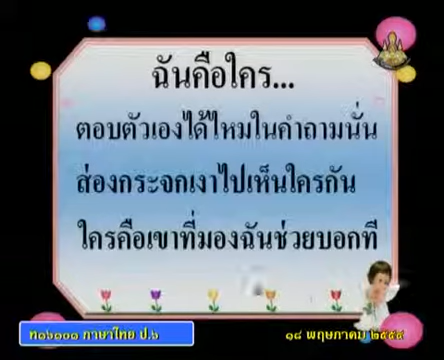 ฉันคือใคร...
ตอบตัวเองได้ไหมในคำถามนั่น
ส่องกระจกเงาไปเห็นใครกัน
ใครคือเขาที่มองฉันช่วยบอกที
ท๑๖๑๐๑ ภาษาไทย ป.๖
๑๘ พฤษภาคม ๒๕๕๕